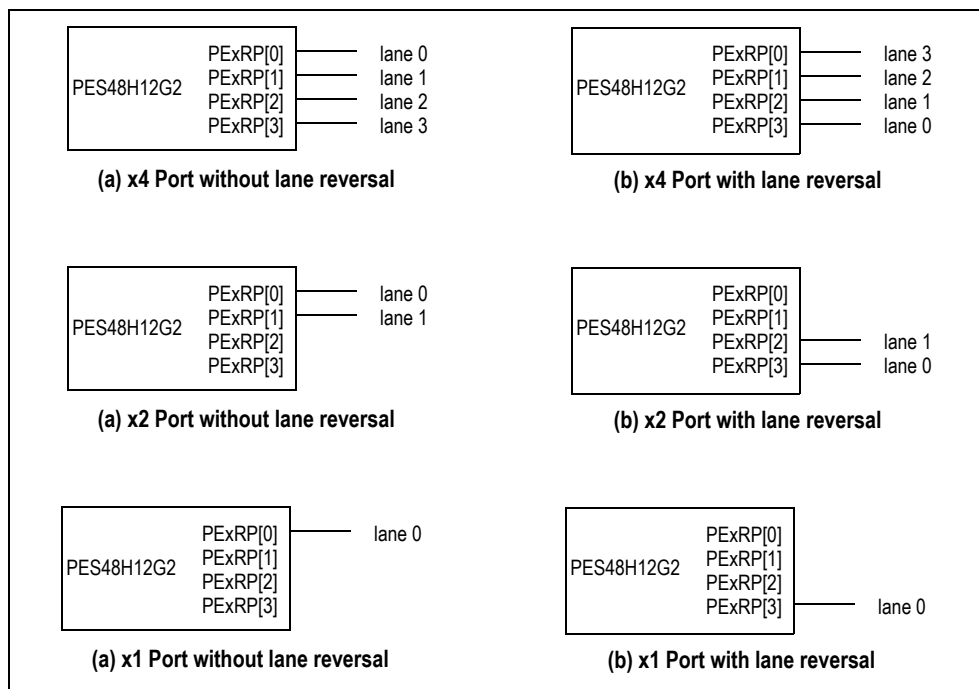 PES48H12G2
PExRP[0] lane 0
PExRP[1] lane 1
PExRP[2] lane 2
PExRP[3] lane 3
(a) x4 Port without lane reversal
PES48H12G2
PExRP[0] lane 3
PExRP[1] lane 2
PExRP[2] lane 1
PExRP[3] lane 0
(b) x4 Port with lane reversal
PES48H12G2
PExRP[0] lane 0
PExRP[1] lane 1
PExRP[2]
PExRP[3]
(a) x2 Port without lane reversal
PES48H12G2
PExRP[0]
PExRP[1]
PExRP[2] lane 1
PExRP[3] lane 0
(b) x2 Port with lane reversal
PES48H12G2
PExRP[0] lane 0
PExRP[1]
PExRP[2]
PExRP[3]
(a) x1 Port without lane reversal
PES48H12G2
PExRP[0]
PExRP[1]
PExRP[2]
PExRP[3] lane 0
(b) x1 Port with lane reversal